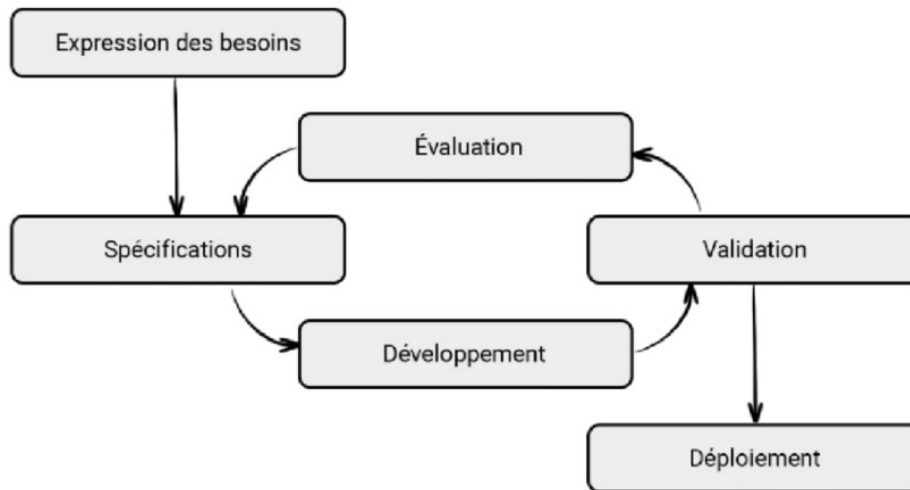 Expression des besoins
Évaluation
Spécifications
Validation
Développement
Déploiement